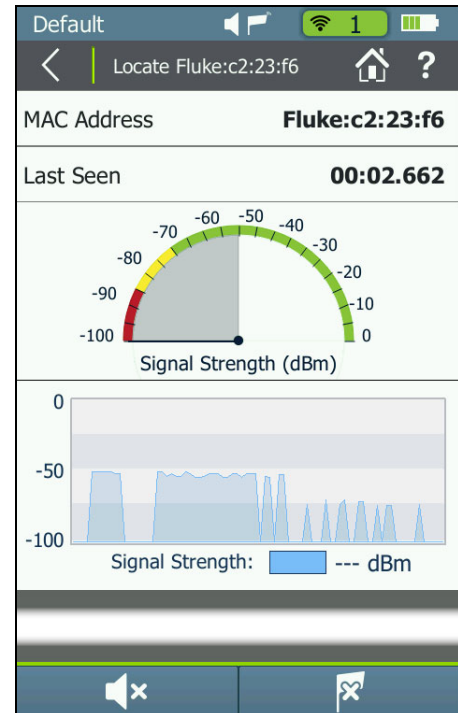 Default 1
Locate Fluke:c2:23:f6 ?
MAC Address Fluke:c2:23:f6
Last Seen 00:02.662
-100 -90 -80 -70 -60 -50 -40 -30 -20 -10 0
Signal Strength (dBm)
0
-50
-100
Signal Strength: --- dBm